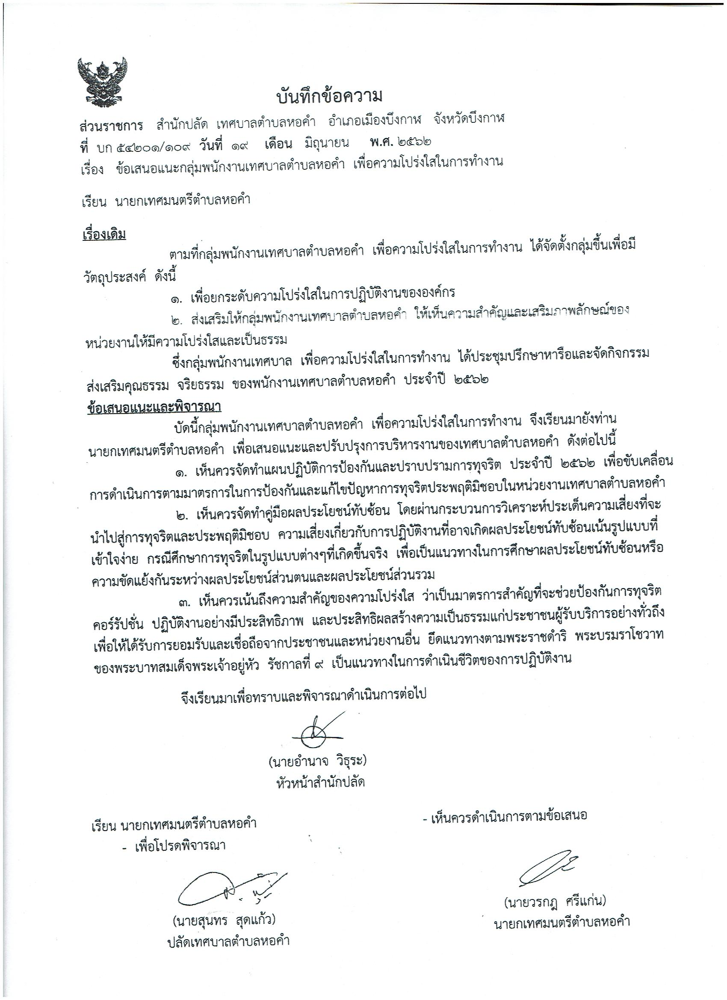 บันทึกข้อความ
ส่วนราชการ สำนักปลัด เทศบาลตำบลหอคำ อำเภอเมืองบึงกาฬ จังหวัดบึงกาฬ
ที่ บก ๕๔๒๐๑/๑๐๙ วันที่ ๑๙ เดือน มิถุนายน พ.ศ. ๒๕๖๒
เรื่อง ข้อเสนอแนะกลุ่มพนักงานเทศบาลตำบลหอคำ เพื่อความโปร่งใสในการทำงาน
เรียน นายกเทศมนตรีตำบลหอคำ
เรื่องเดิม
ตามที่กลุ่มพนักงานเทศบาลตำบลหอคำ เพื่อความโปร่งใสในการทำงาน ได้จัดตั้งกลุ่มขึ้นเพื่อมี
วัตถุประสงค์ ดังนี้
๑. เพื่อยกระดับความโปร่งใสในการปฏิบัติงานขององค์กร
๒. ส่งเสริมให้กลุ่มพนักงานเทศบาลตำบลหอคำ ให้เห็นความสำคัญและเสริมภาพลักษณ์ของ
หน่วยงานให้มีความโปร่งใสและเป็นธรรม
ซึ่งกลุ่มพนักงานเทศบาล เพื่อความโปร่งใสในการทำงาน ได้ประชุมปรึกษาหารือและจัดกิจกรรม
ส่งเสริมคุณธรรม จริยธรรม ของพนักงานเทศบาลตำบลหอคำ ประจำปี ๒๕๖๒
ข้อเสนอแนะและพิจารณา
บัดนี้กลุ่มพนักงานเทศบาลตำบลหอคำ เพื่อความโปร่งใสในการทำงาน จึงเรียนมายังท่าน
นายกเทศมนตรีตำบลหอคำ เพื่อเสนอแนะและปรับปรุงการบริหารงานของเทศบาลตำบลหอคำ ดังต่อไปนี้
๑. เห็นควรจัดทำแผนปฏิบัติการป้องกันและปราบปรามการทุจริต ประจำปี ๒๕๖๒ เพื่อขับเคลื่อน
การดำเนินการตามมาตรการในการป้องกันและแก้ไขปัญหาการทุจริตประพฤติมิชอบในหน่วยงานเทศบาลตำบลหอคำ
๒. เห็นควรจัดทำคู่มือผลประโยชน์ทับซ้อน โดยผ่านกระบวนการวิเคราะห์ประเด็นความเสี่ยงที่จะ
นำไปสู่การทุจริตและประพฤติมิชอบ ความเสี่ยงเกี่ยวกับการปฏิบัติงานที่อาจเกิดผลประโยชน์ทับซ้อนเน้นรูปแบบที่
เข้าใจง่าย กรณีศึกษาการทุจริตในรูปแบบต่างๆที่เกิดขึ้นจริง เพื่อเป็นแนวทางในการศึกษาผลประโยชน์ทับซ้อนหรือ
ความขัดแย้งกันระหว่างผลประโยชน์ส่วนตนและผลประโยชน์ส่วนรวม
๓. เห็นควรเน้นถึงความสำคัญของความโปร่งใส ว่าเป็นมาตรการสำคัญที่จะช่วยป้องกันการทุจริต
คอร์รัปชั่น ปฏิบัติงานอย่างมีประสิทธิภาพ และประสิทธิผลสร้างความเป็นธรรมแก่ประชาชนผู้รับบริการอย่างทั่วถึง
เพื่อให้ได้รับการยอมรับและเชื่อถือจากประชาชนและหน่วยงานอื่น ยึดแนวทางตามพระราชดำริ พระบรมราโชวาท
ของพระบาทสมเด็จพระเจ้าอยู่หัว รัชกาลที่ ๙ เป็นแนวทางในการดำเนินชีวิตของการปฏิบัติงาน
จึงเรียนมาเพื่อทราบและพิจารณาดำเนินการต่อไป
(นายอำนาจ วิธุระ)
หัวหน้าสำนักปลัด
เรียน นายกเทศมนตรีตำบลหอคำ
- เพื่อโปรดพิจารณา
(นายสุนทร สุดแก้ว)
ปลัดเทศบาลตำบลหอคำ
- เห็นควรดำเนินการตามข้อเสนอ
(นายวรกฎ ศรีแก่น)
นายกเทศมนตรีตำบลหอคำ